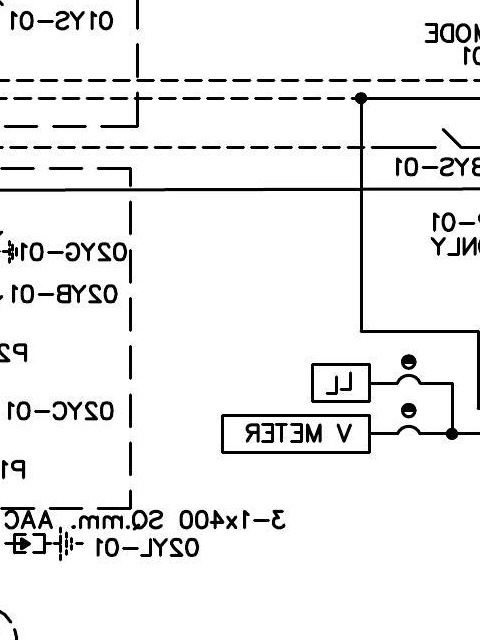 01YS-01
MODE
01
BYS-01
P-01
ONLY
02YG-01
02YB-01
P2
LL
02YC-01
V METER
P1
3-1x400 SQ.mm. AAC
02YL-01